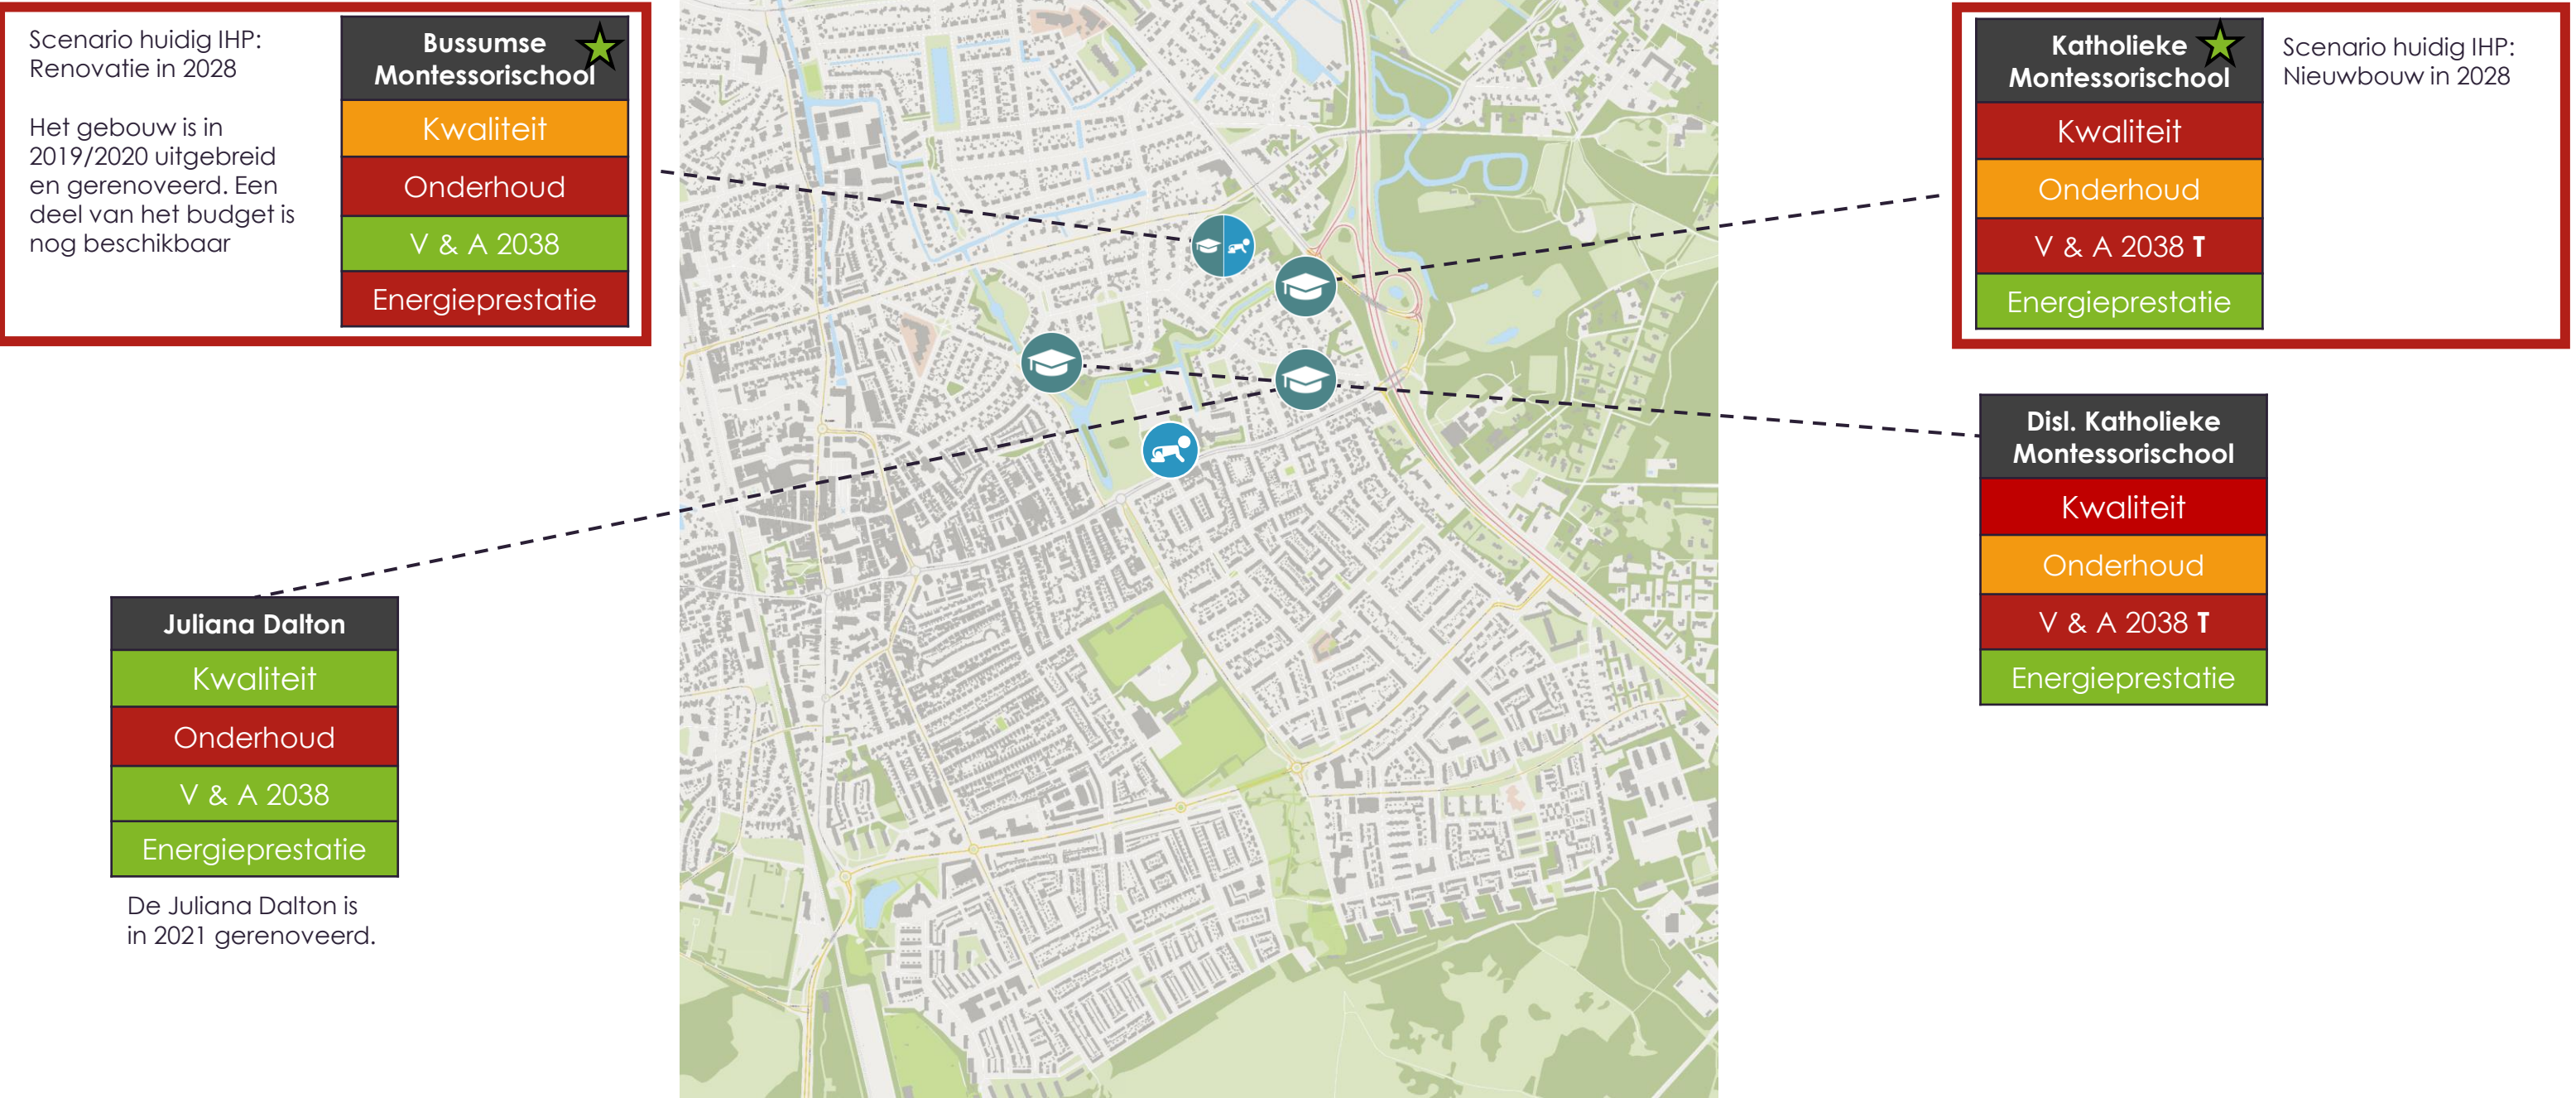 Scenario huidig IHP:
Renovatie in 2028
Het gebouw is in
2019/2020 uitgebreid
en gerenoveerd. Een
deel van het budget is
nog beschikbaar
Bussumse
Montessorischool
Kwaliteit
Onderhoud
V & A 2038
Energieprestatie
Katholieke
Montessorischool
Kwaliteit
Onderhoud
V & A 2038 T
Energieprestatie
Scenario huidig IHP:
Nieuwbouw in 2028
Disl. Katholieke
Montessorischool
Kwaliteit
Onderhoud
V & A 2038 T
Energieprestatie
Juliana Dalton
Kwaliteit
Onderhoud
V & A 2038
Energieprestatie
De Juliana Dalton is
in 2021 gerenoveerd.